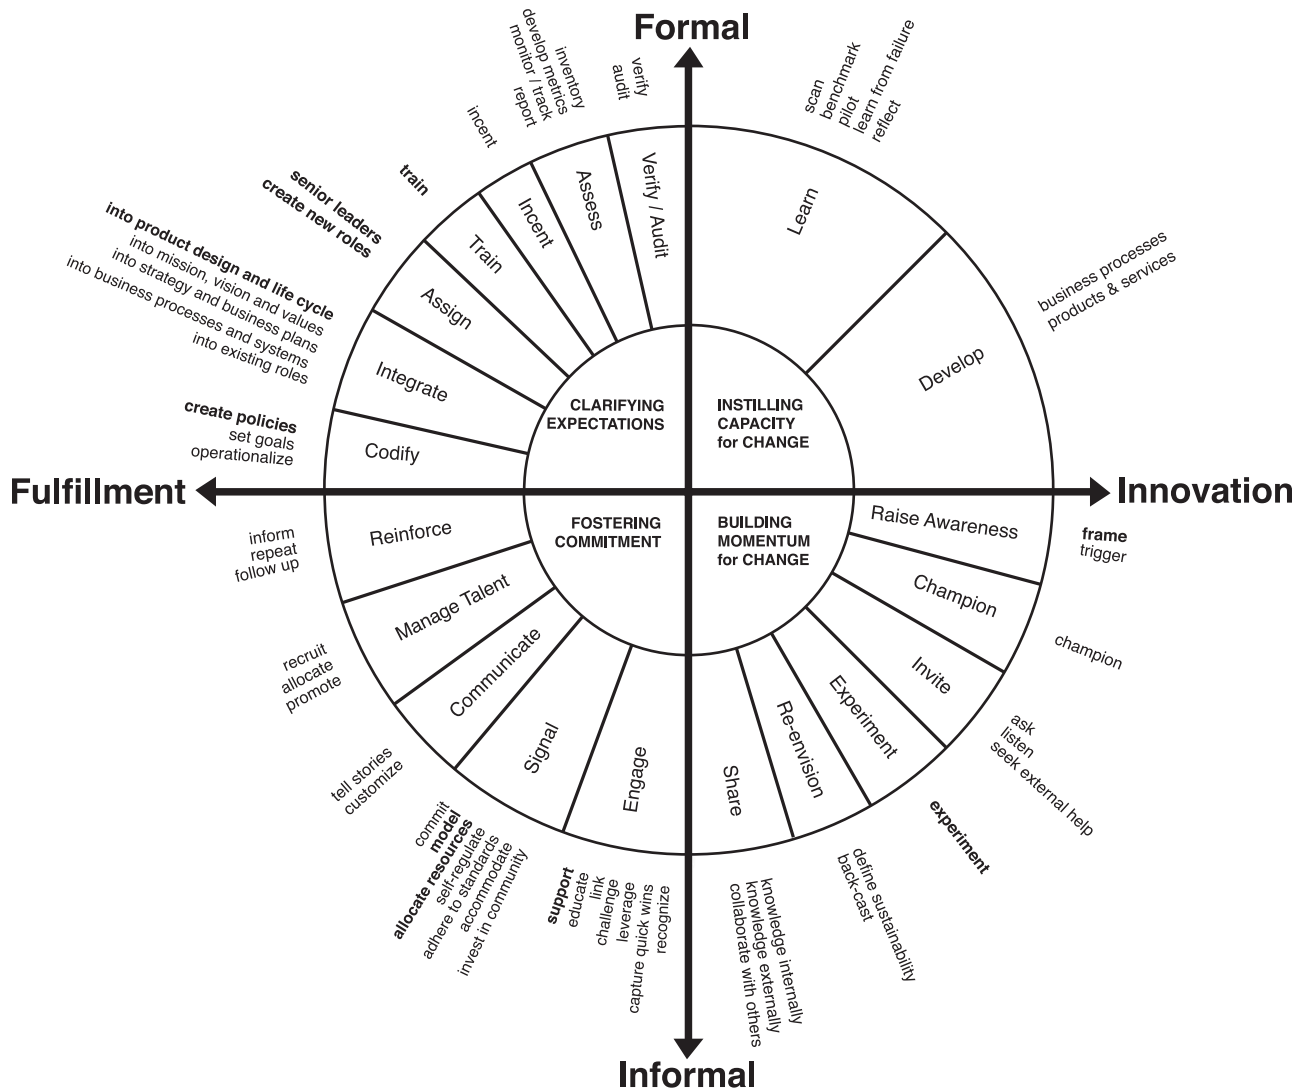 Formal
verify
audit
inventory
develop metrics
monitor / track
report
incent
train
senior leaders
create new roles
into product design and life cycle
into mission, vision and values
into strategy and business plans
into business processes and systems
into existing roles
create policies
set goals
operationalize
scan
benchmark
pilot
learn from failure
reflect
business processes
products & services
Verify / Audit
Assess
Incent
Train
Assign
Integrate
Codify
Learn
Develop
CLARIFYING
EXPECTATIONS
INSTILLING
CAPACITY
for CHANGE
Fulfillment
Innovation
FOSTERING
COMMITMENT
BUILDING
MOMENTUM
for CHANGE
Reinforce
Manage Talent
Communicate
Signal
Engage
Raise Awareness
Champion
Invite
Experiment
Re-envision
Share
inform
repeat
follow up
recruit
allocate
promote
tell stories
customize
commit
model
allocate resources
self-regulate
adhere to standards
accommodate
invest in community
support
educate
link
challenge
leverage
capture quick wins
recognize
frame
trigger
champion
ask
listen
seek external help
experiment
define sustainability
back-cast
knowledge internally
knowledge externally
collaborate with others
Informal